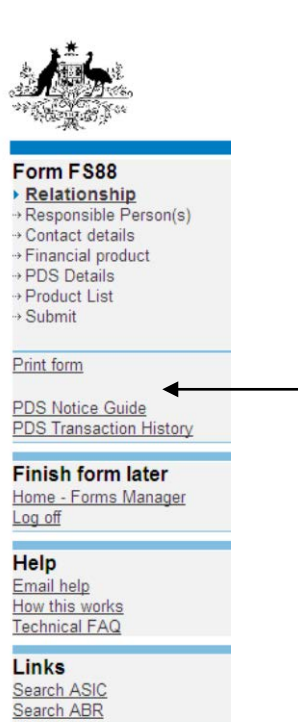 Form FS88
Relationship
Responsible Person(s)
Contact details
Financial product
PDS Details
Product List
Submit
Print form
PDS Notice Guide
PDS Transaction History
Finish form later
Home - Forms Manager
Log off
Help
Email help
How this works
Technical FAQ
Links
Search ASIC
Search ABR